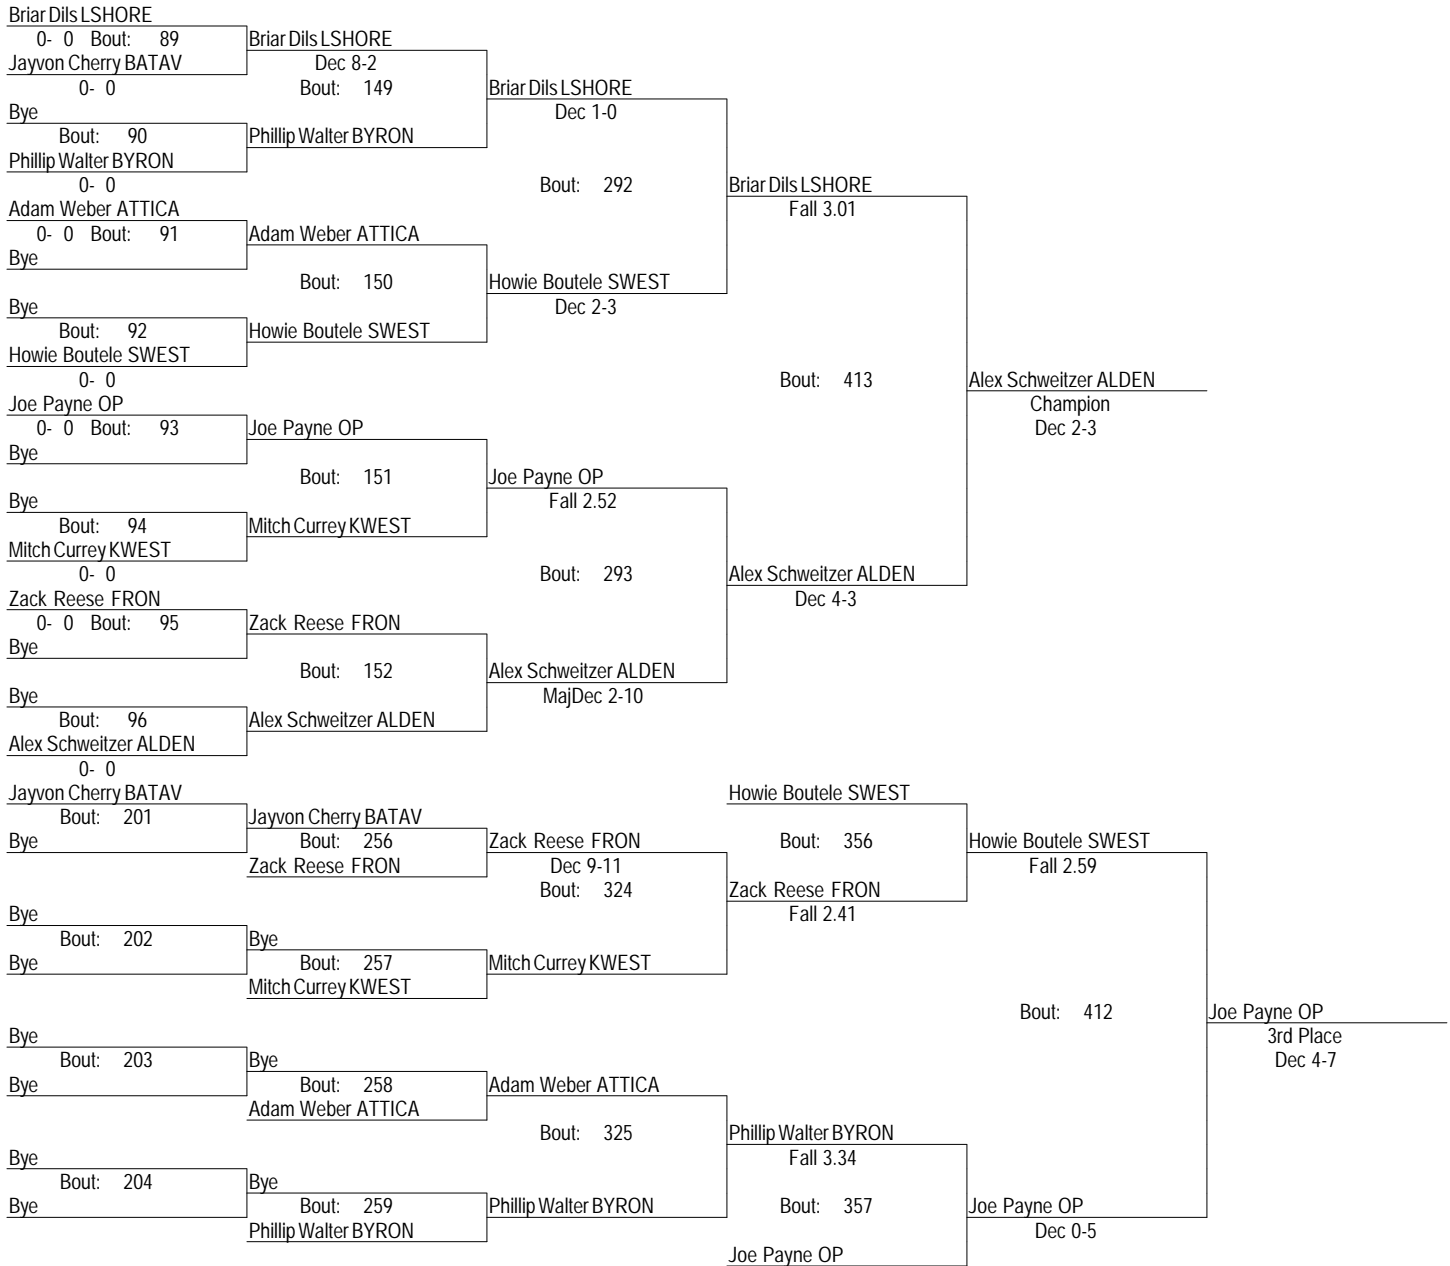 Briar Dils LSHORE
0- 0 Bout: 89 Briar Dils LSHORE
Jayvon Cherry BATAV Dec 8-2
0- 0 Bout: 149 Briar Dils LSHORE
Bye Dec 1-0
Bout: 90 Phillip Walter BYRON
Phillip Walter BYRON
0- 0 Bout: 292 Briar Dils LSHORE
Adam Weber ATTICA Fall 3.01
0- 0 Bout: 91 Adam Weber ATTICA
Bye
Bout: 150 Howie Boutele SWEST
Bye Dec 2-3
Bout: 92 Howie Boutele SWEST
Howie Boutele SWEST
0- 0 Bout: 413 Alex Schweitzer ALDEN
Joe Payne OP Champion
0- 0 Bout: 93 Joe Payne OP Dec 2-3
Bye
Bout: 151 Joe Payne OP
Bye Fall 2.52
Bout: 94 Mitch Currey KWEST
Mitch Currey KWEST
0- 0 Bout: 293 Alex Schweitzer ALDEN
Zack Reese FRON Dec 4-3
0- 0 Bout: 95 Zack Reese FRON
Bye
Bout: 152 Alex Schweitzer ALDEN
Bye MajDec 2-10
Bout: 96 Alex Schweitzer ALDEN
Alex Schweitzer ALDEN
0- 0
Jayvon Cherry BATAV Howie Boutele SWEST
Bout: 201 Jayvon Cherry BATAV
Bye Bout: 256 Zack Reese FRON Bout: 356 Howie Boutele SWEST
Zack Reese FRON Dec 9-11 Fall 2.59
Bout: 324 Zack Reese FRON
Bye Fall 2.41
Bout: 202 Bye
Bye Bout: 257 Mitch Currey KWEST
Mitch Currey KWEST
Bout: 412 Joe Payne OP
Bye 3rd Place
Bout: 203 Bye Dec 4-7
Bye Bout: 258 Adam Weber ATTICA
Adam Weber ATTICA
Bout: 325 Phillip Walter BYRON
Bye Fall 3.34
Bout: 204 Bye
Bye Bout: 259 Phillip Walter BYRON Bout: 357 Joe Payne OP
Phillip Walter BYRON Dec 0-5
Joe Payne OP